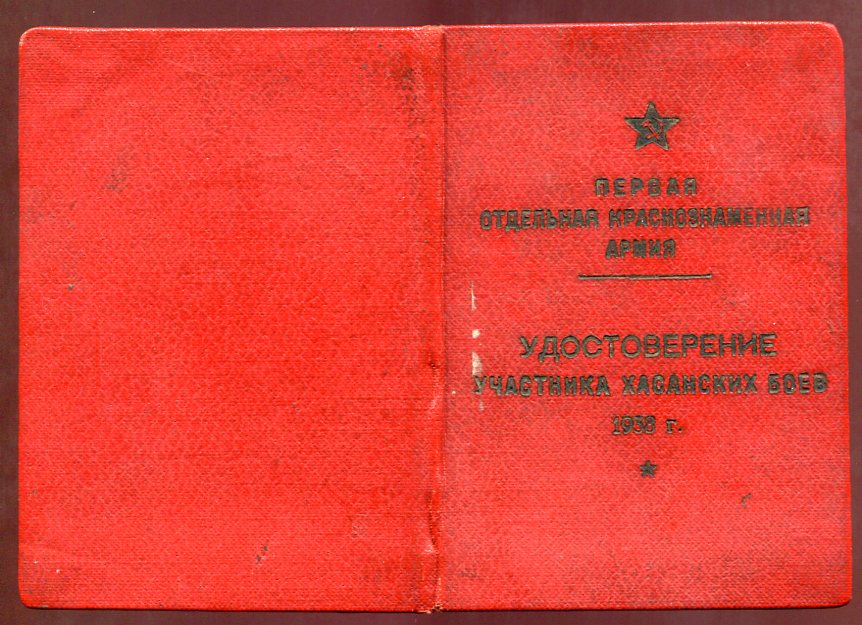 ПЕРВАЯ
ОТДЕЛЬНАЯ КРАСНОЗНАМЕННАЯ
АРМИЯ
УДОСТОВЕРЕНИЕ
УЧАСТНИКА ХАСАНСКИХ БОЕВ
1938 г.